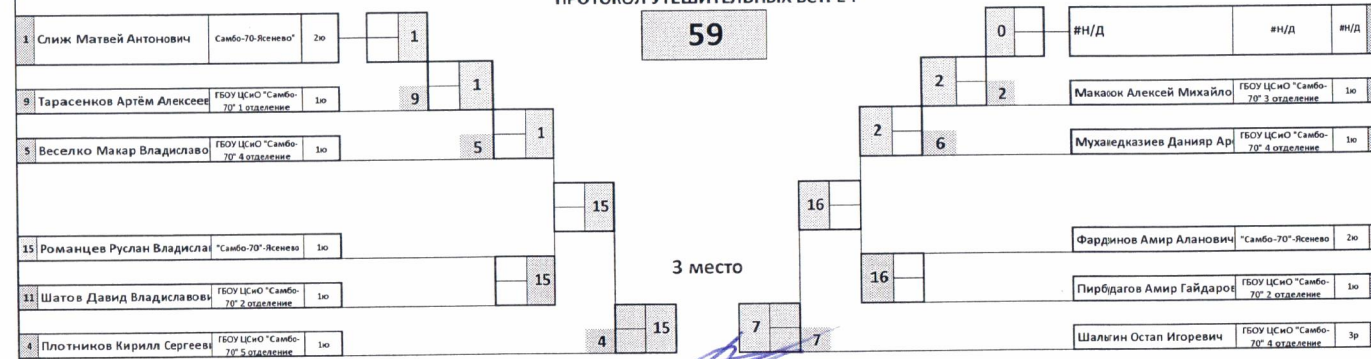 59
1 Слиж Матвей Антонович Самбо-70-Ясенево" 2ю 1
0 #Н/Д #Н/Д #Н/Д
9 Тарасенков Артём Алексеев ГБОУ ЦСиО "Самбо-70" 1 отделение 1ю 9 1
2 2 Макаюк Алексей Михайло ГБОУ ЦСиО "Самбо-70" 3 отделение 1ю
5 Веселко Макар Владиславо ГБОУ ЦСиО "Самбо-70" 4 отделение 1ю 5 1
2 6 Мухамедказиев Данияр Ар ГБОУ ЦСиО "Самбо-70" 4 отделение 1ю
15 16
15 Романцев Руслан Владисла "Самбо-70"-Ясенево 1ю
Фардинов Амир Аланович "Самбо-70"-Ясенево 2ю
3 место
11 Шатов Давид Владиславови ГБОУ ЦСиО "Самбо-70" 2 отделение 1ю 15
16 Пирбудагов Амир Гайдаров ГБОУ ЦСиО "Самбо-70" 2 отделение 1ю
4 Плотников Кирилл Сергееви ГБОУ ЦСиО "Самбо-70" 5 отделение 1ю 4 15
7 7 Шалыгин Остап Игоревич ГБОУ ЦСиО "Самбо-70" 4 отделение 3р